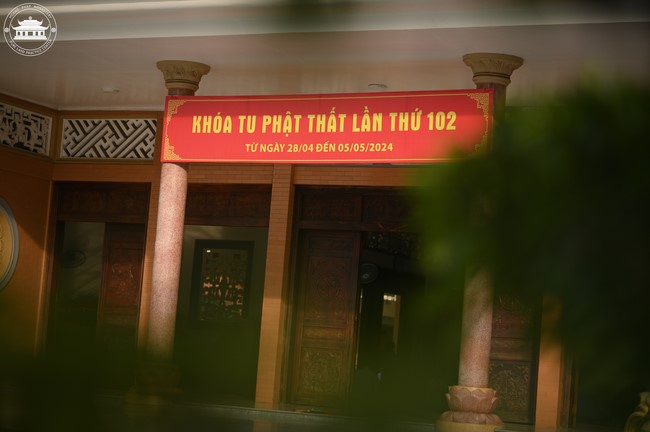 KHÓA TU PHẬT THẤT LẦN THỨ 102
TỪ NGÀY 28/04 ĐẾN 05/05/2024